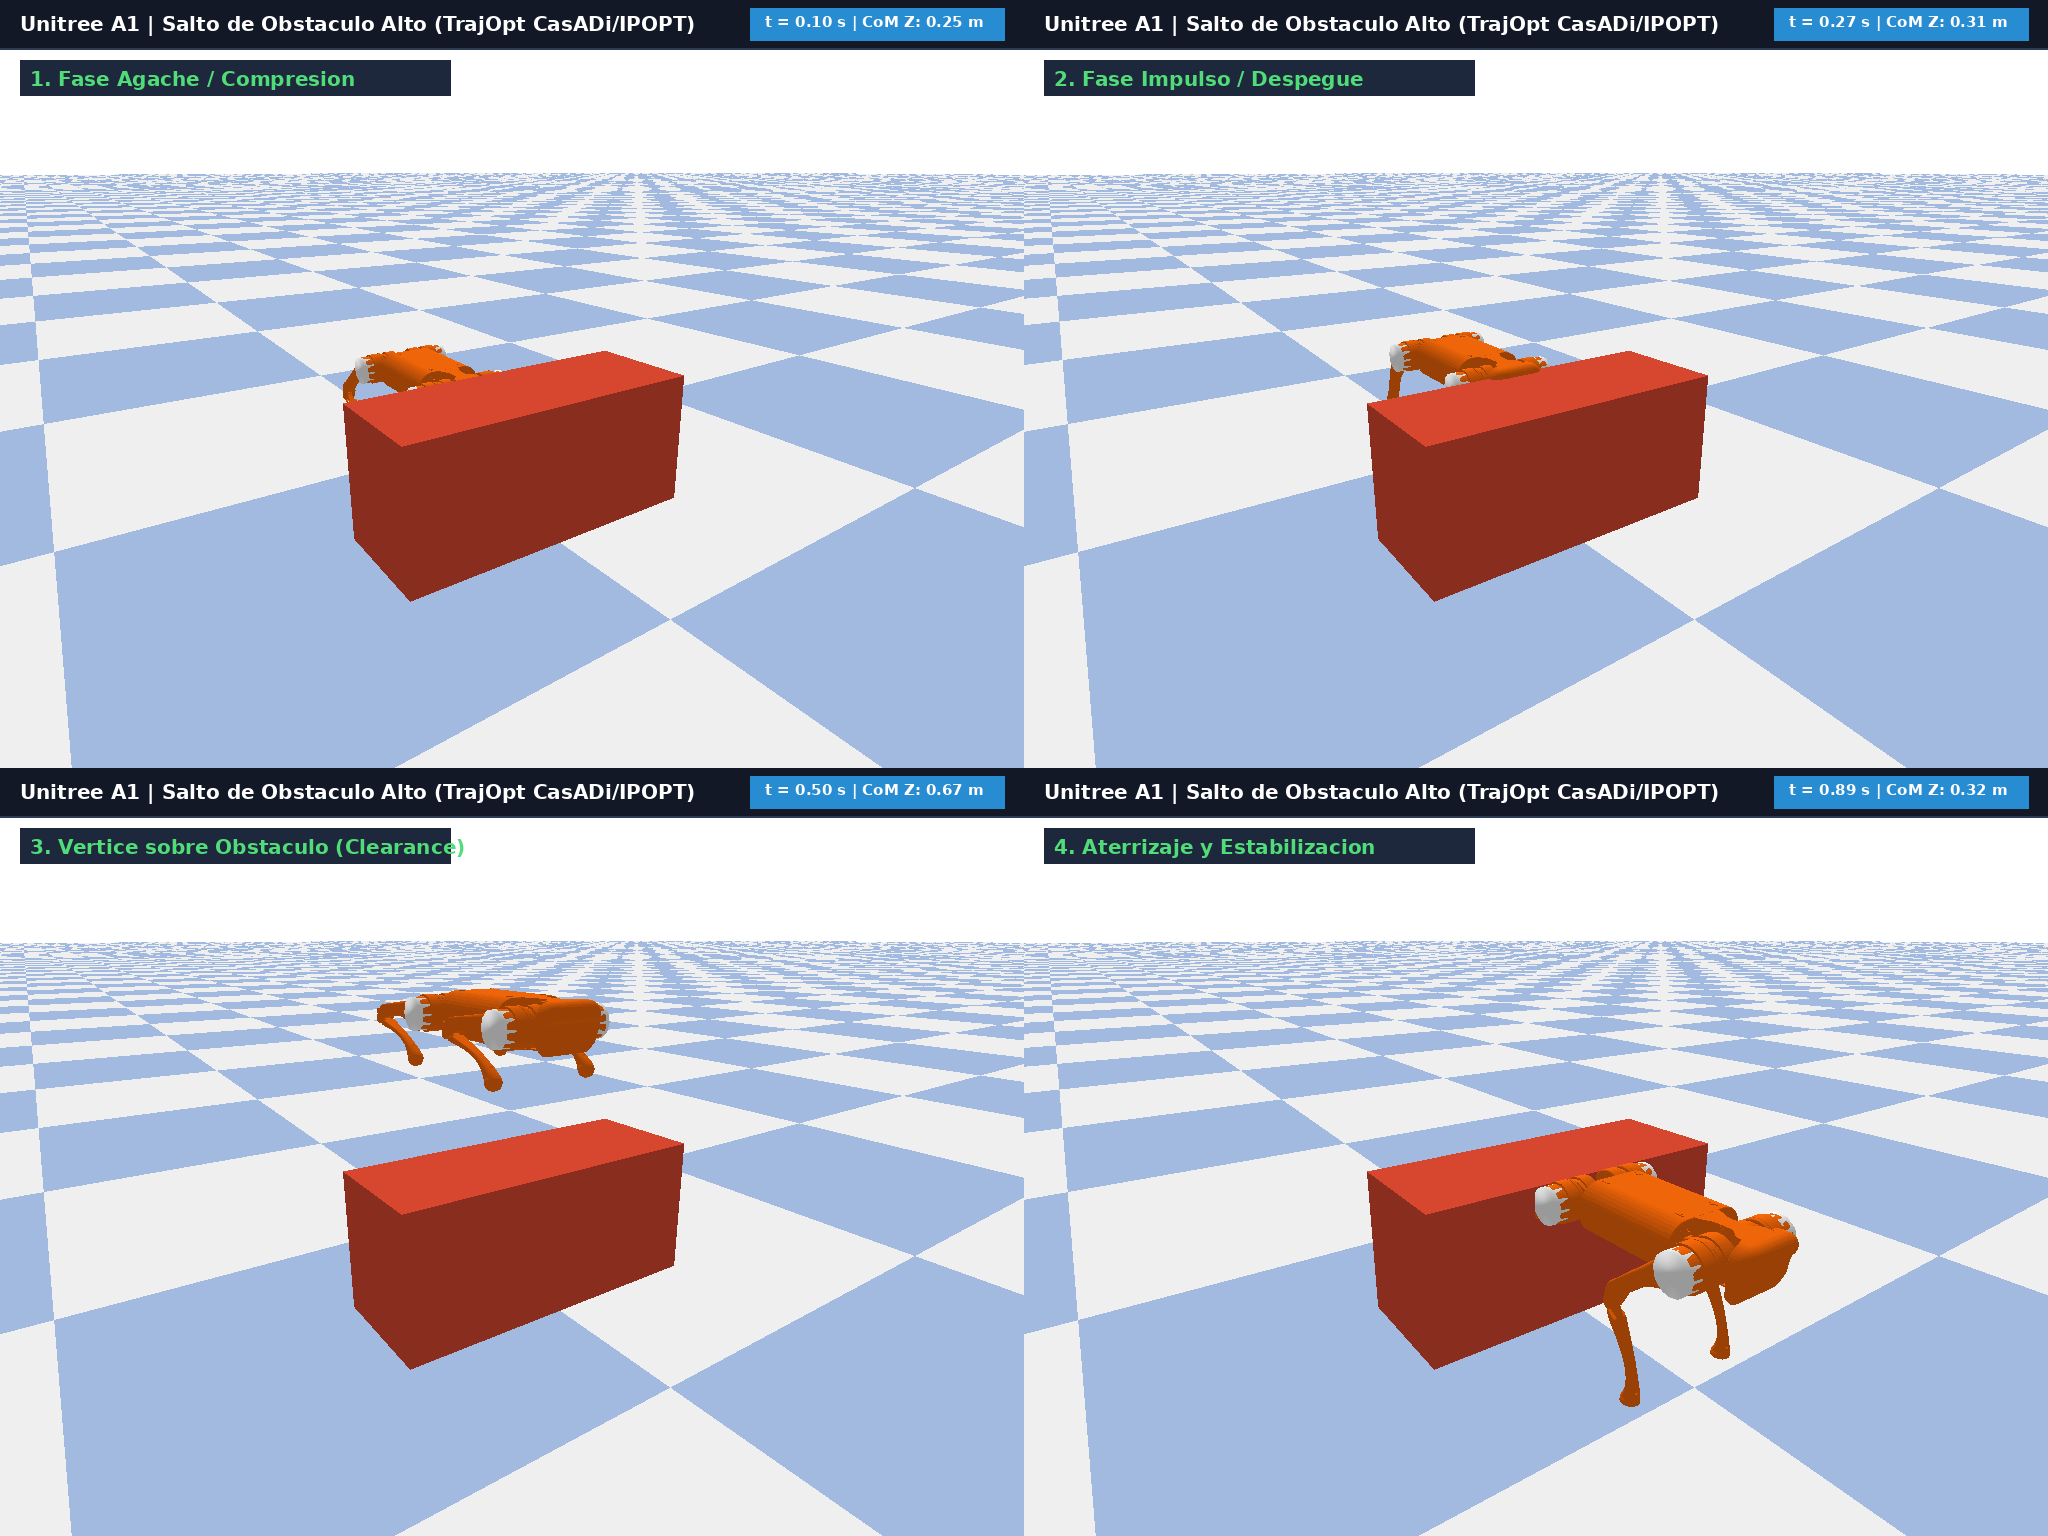 Unitree A1 | Salto de Obstaculo Alto (TrajOpt CasADi/IPOPT)
t = 0.10 s | CoM Z: 0.25 m
1. Fase Agache / Compresion
Unitree A1 | Salto de Obstaculo Alto (TrajOpt CasADi/IPOPT)
t = 0.27 s | CoM Z: 0.31 m
2. Fase Impulso / Despegue
Unitree A1 | Salto de Obstaculo Alto (TrajOpt CasADi/IPOPT)
t = 0.50 s | CoM Z: 0.67 m
3. Vertice sobre Obstaculo (Clearance)
Unitree A1 | Salto de Obstaculo Alto (TrajOpt CasADi/IPOPT)
t = 0.89 s | CoM Z: 0.32 m
4. Aterrizaje y Estabilizacion